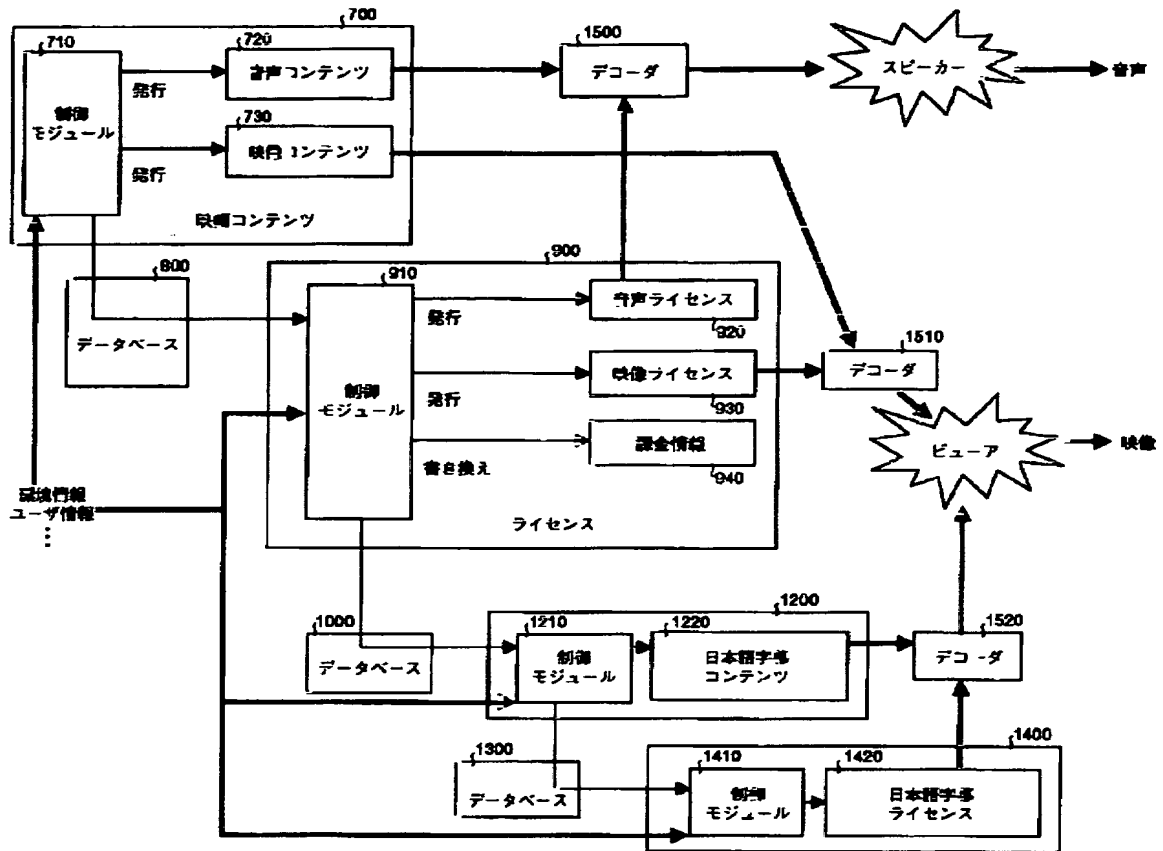 700
710
720
1500
音声コンテンツ
デコーダ
スピーカー
音声
発行
制御
モジュール
730
映像コンテンツ
発行
コンテンツ
800
900
910
データベース
音声ライセンス
920
発行
1510
デコーダ
制御
モジュール
映像ライセンス
930
発行
課金情報
940
書き換え
ビューア
映像
環境情報
ユーザ情報
⋮
ライセンス
1000
1200
1210
1220
1520
データベース
制御
モジュール
日本語字幕
コンテンツ
デコーダ
1300
1400
1410
1420
データベース
制御
モジュール
日本語字幕
ライセンス